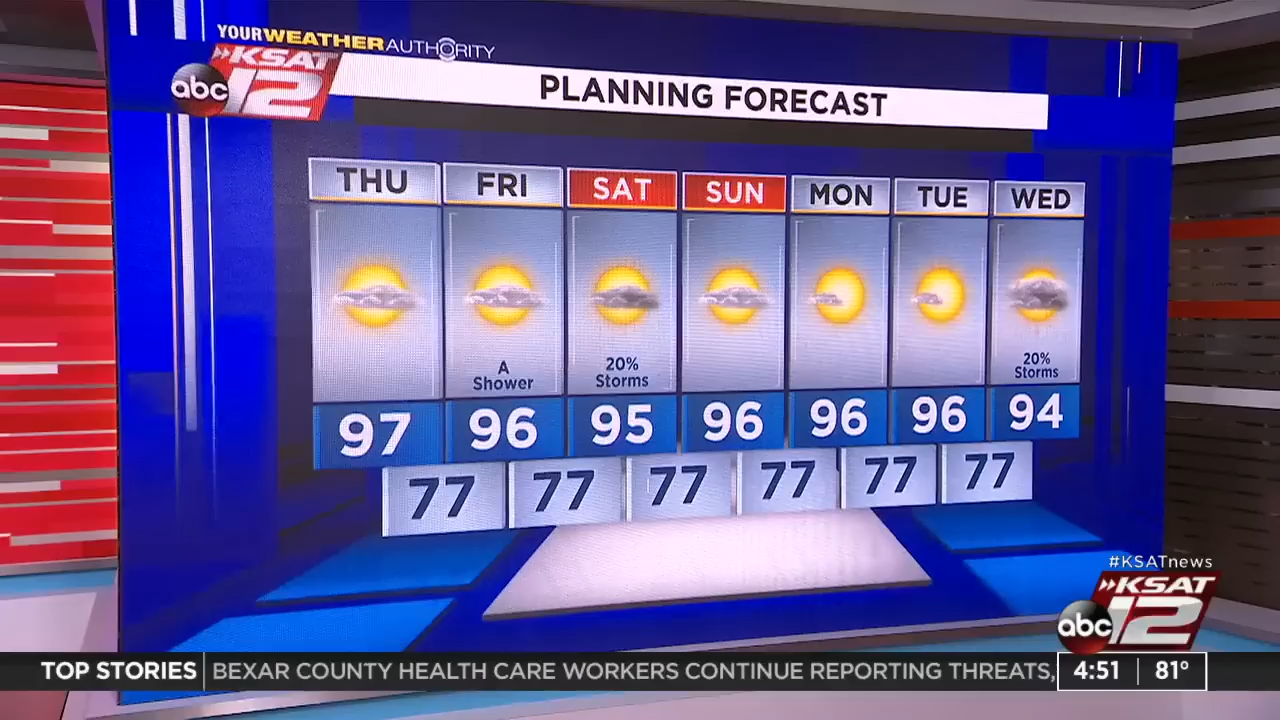 YOURWEATHERAUTHORITY
»KSAT
abc 12
PLANNING FORECAST
THU FRI SAT SUN MON TUE WED
A
Shower
20%
Storms
20%
Storms
97 96 95 96 96 96 94
77 77 77 77 77 77
#KSATnews
»KSAT
abc 12
TOP STORIES BEXAR COUNTY HEALTH CARE WORKERS CONTINUE REPORTING THREATS, 4:51 81°